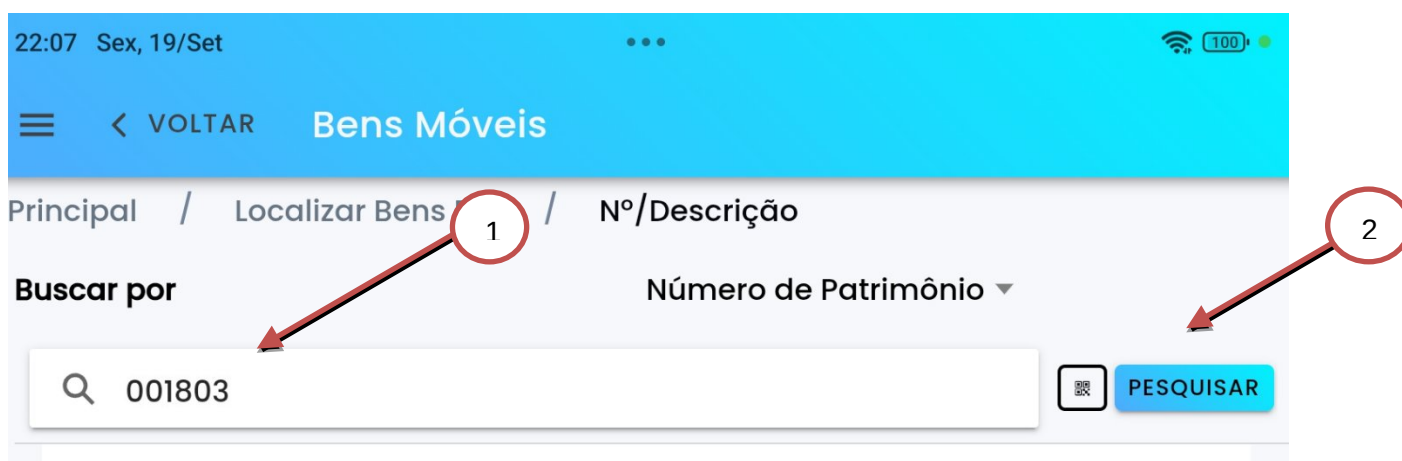 22:07 Sex, 19/Set 100
VOLTAR Bens Móveis
Principal / Localizar Bens / Nº/Descrição
1
2
Buscar por Número de Patrimônio
001803 PESQUISAR